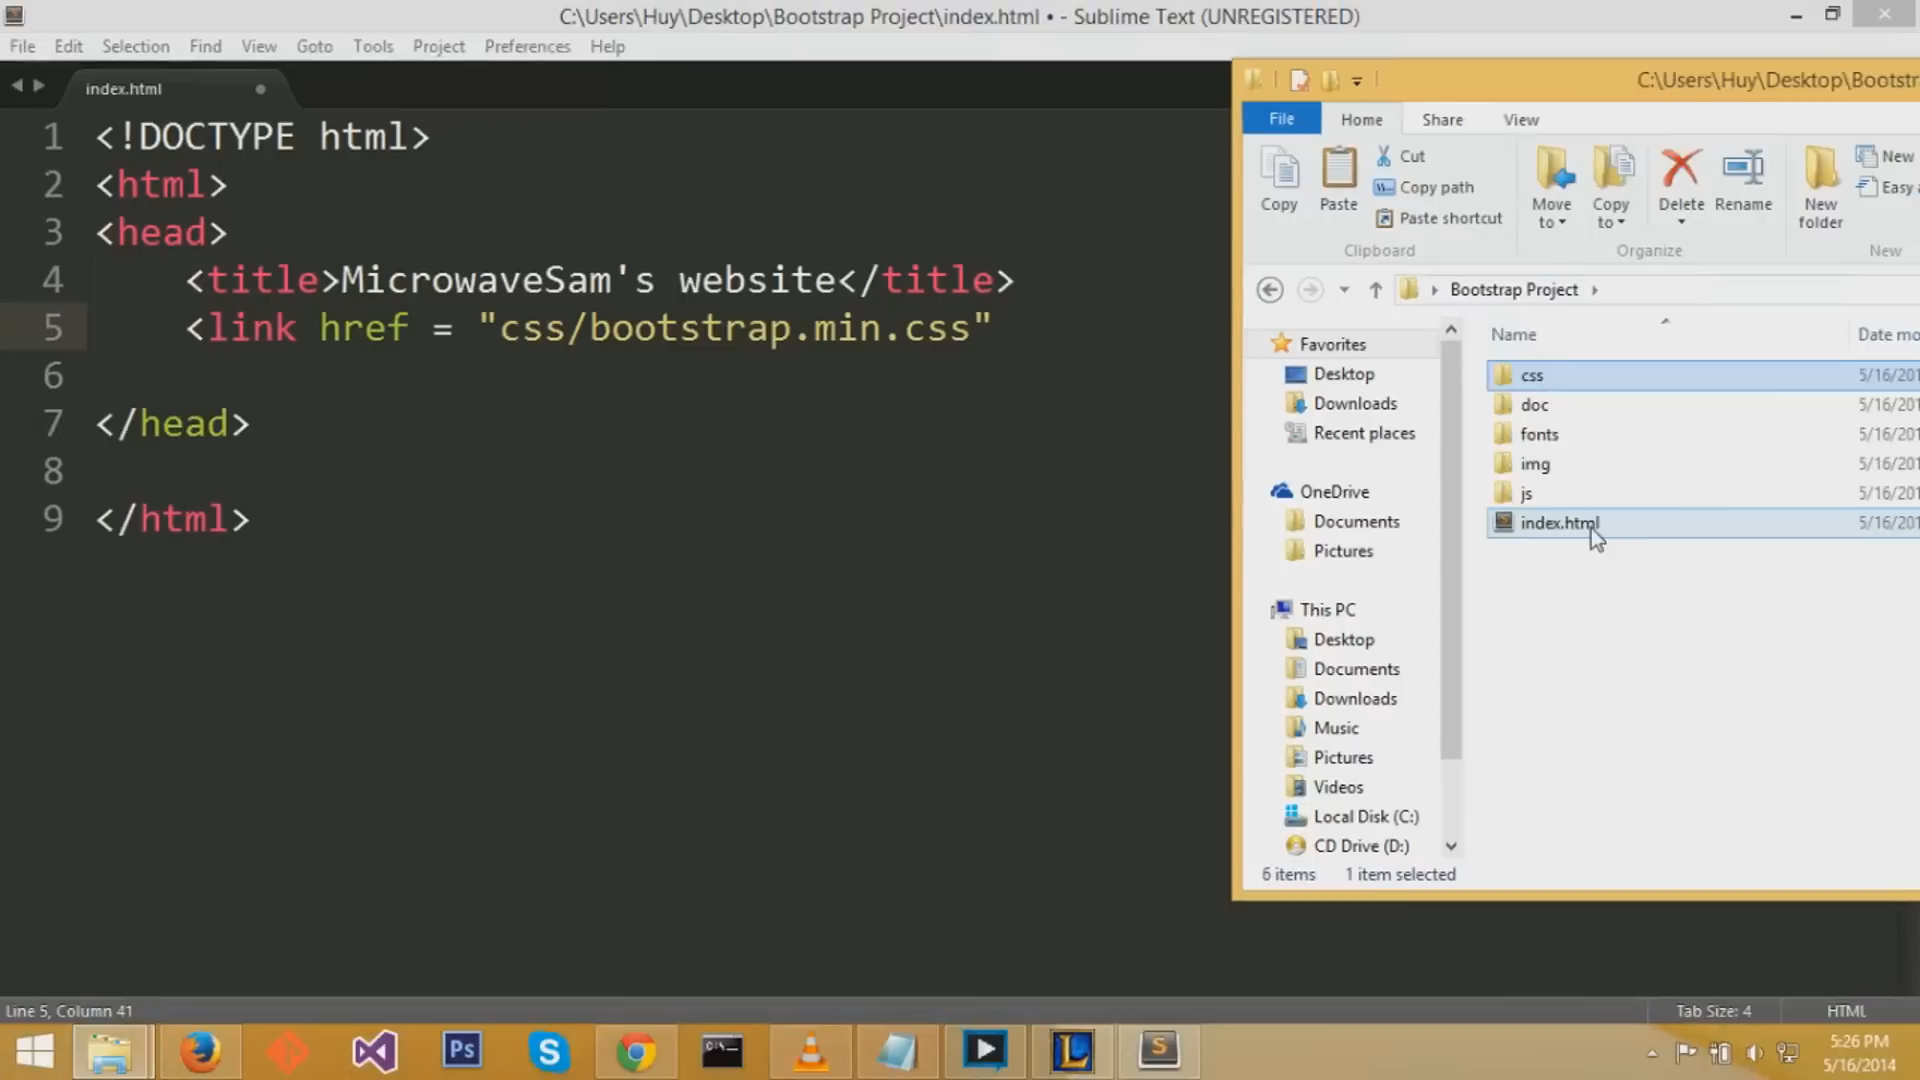 C:\Users\Huy\Desktop\Bootstrap Project\index.html • - Sublime Text (UNREGISTERED)
File Edit Selection Find View Goto Tools Project Preferences Help
index.html
1 <!DOCTYPE html>
2 <html>
3 <head>
4 <title>MicrowaveSam's website</title>
5 <link href = "css/bootstrap.min.css"
6
7 </head>
8
9 </html>
Line 5, Column 41
Tab Size: 4
HTML
C:\Users\Huy\Desktop\Bootstr
File Home Share View
Copy
Paste
Cut
Copy path
Paste shortcut
Clipboard
Move to
Copy to
Delete
Rename
Organize
New folder
New
Easy a
New
Bootstrap Project
Favorites
Desktop
Downloads
Recent places
OneDrive
Documents
Pictures
This PC
Desktop
Documents
Downloads
Music
Pictures
Videos
Local Disk (C:)
CD Drive (D:)
Name Date mo
css 5/16/201
doc 5/16/201
fonts 5/16/201
img 5/16/201
js 5/16/201
index.html 5/16/201
6 items 1 item selected
Ps
5:26 PM
5/16/2014